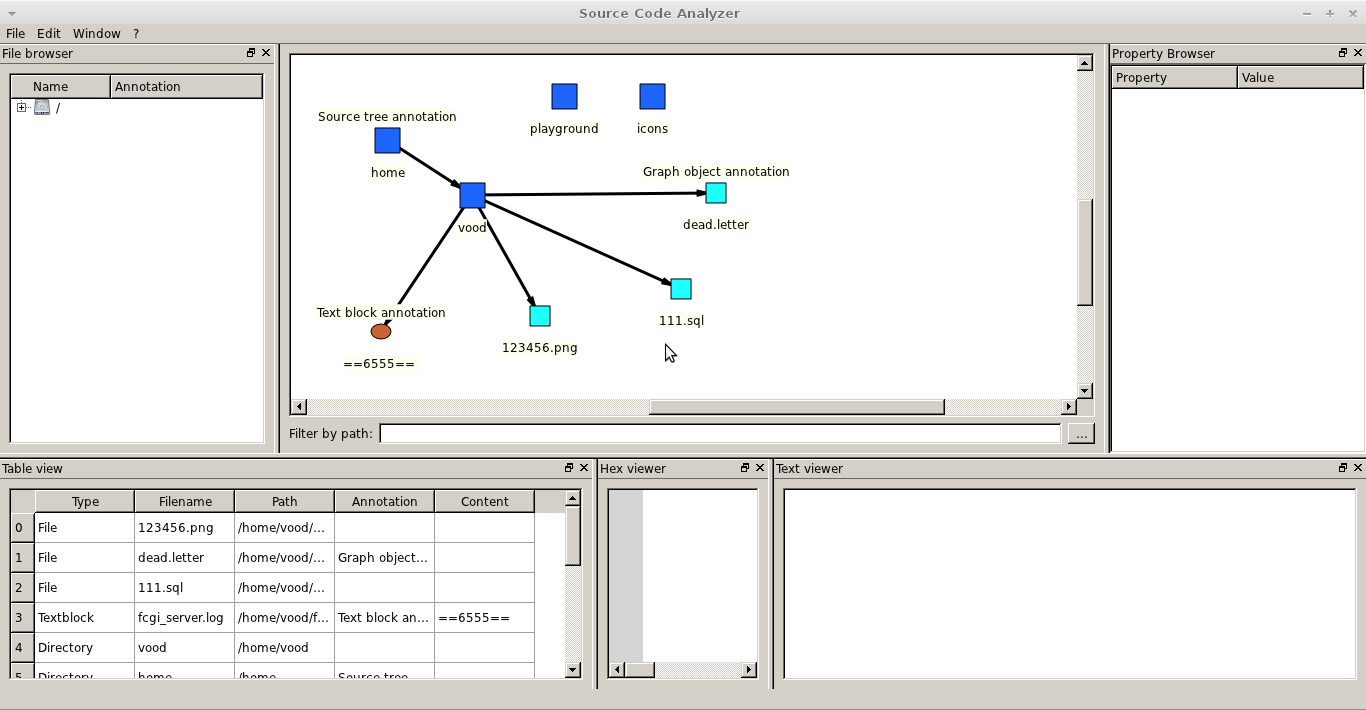 Source Code Analyzer
File Edit Window ?
File browser
Name Annotation
/
Source tree annotation
home
playground
icons
vood
Graph object annotation
dead.letter
Text block annotation
==6555==
123456.png
111.sql
Filter by path:
...
Property Browser
Property Value
Table view
Type Filename Path Annotation Content
0 File 123456.png /home/vood/...
1 File dead.letter /home/vood/... Graph object...
2 File 111.sql /home/vood/...
3 Textblock fcgi_server.log /home/vood/f... Text block an... ==6555==
4 Directory vood /home/vood
5 Directory home /home Source tree
Hex viewer
Text viewer